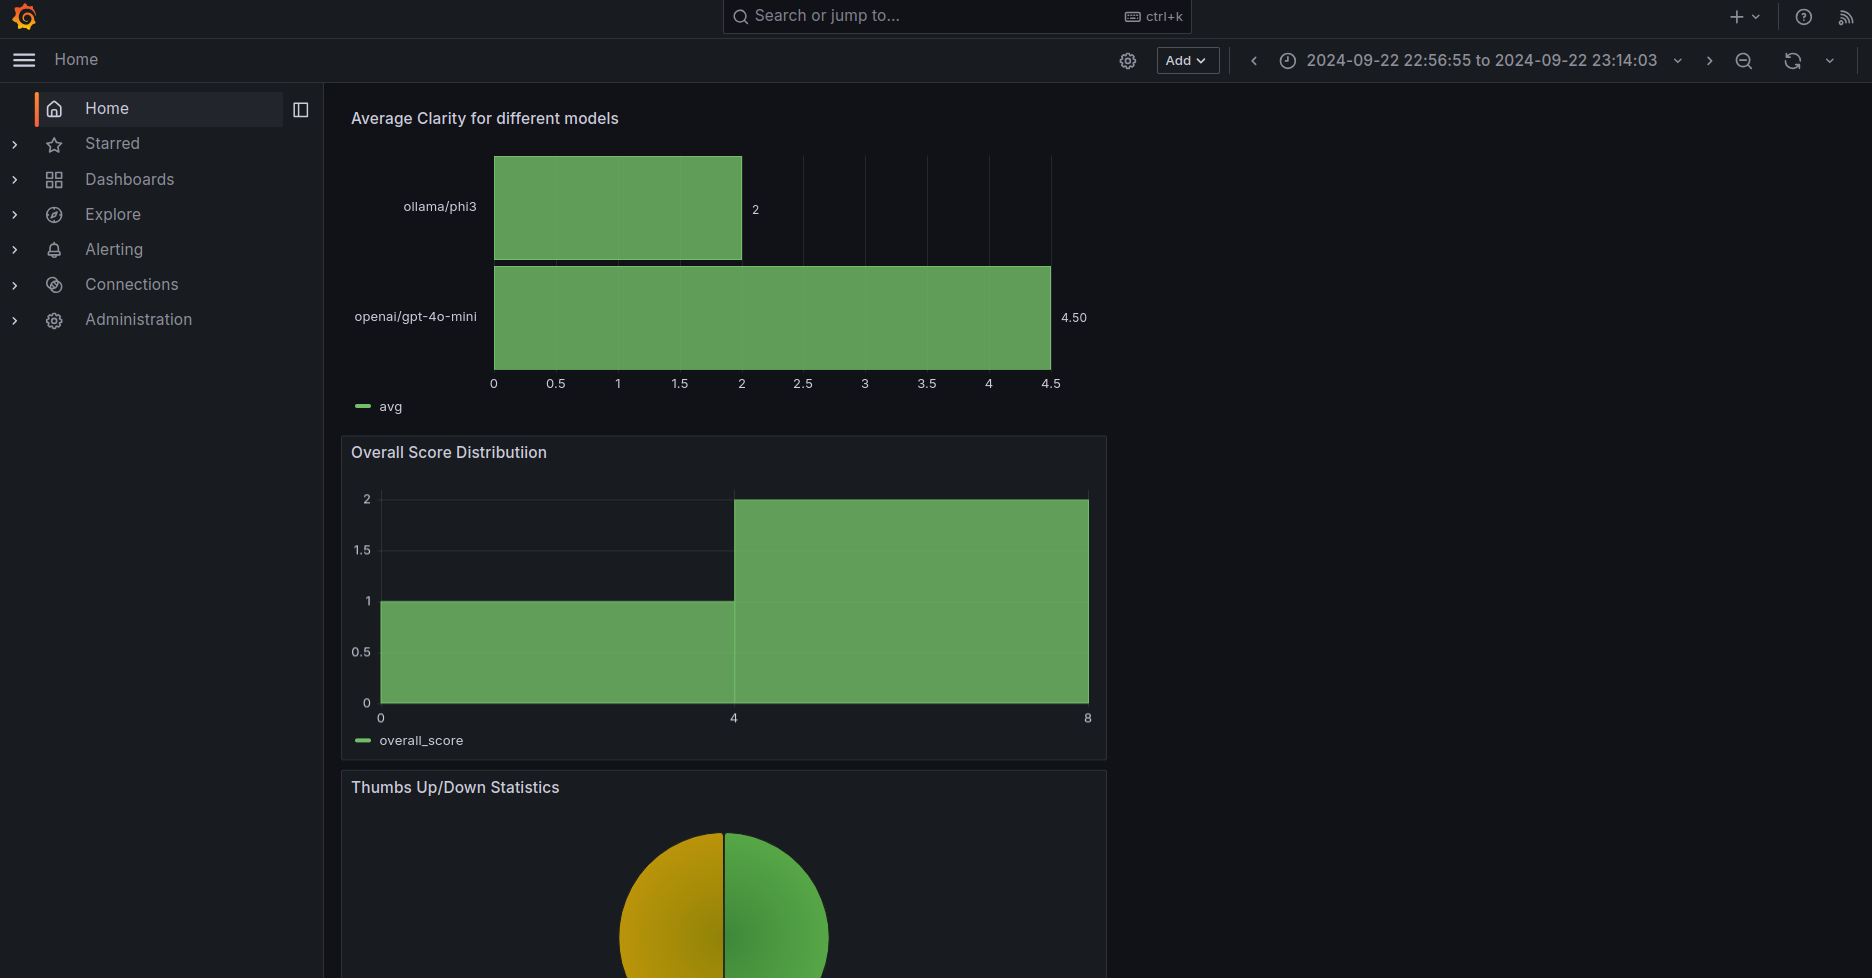 Search or jump to...
ctrl+k
Home
Add
2024-09-22 22:56:55 to 2024-09-22 23:14:03
Home
Starred
Dashboards
Explore
Alerting
Connections
Administration
Average Clarity for different models
ollama/phi3
2
openai/gpt-4o-mini
4.50
0 0.5 1 1.5 2 2.5 3 3.5 4 4.5
avg
Overall Score Distributiion
2
1.5
1
0.5
0
0 4 8
overall_score
Thumbs Up/Down Statistics